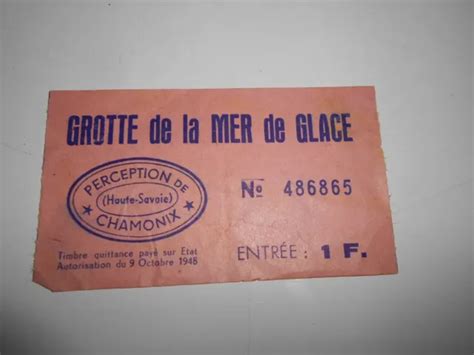 GROTTE de la MER de GLACE
PERCEPTION DE
(Haute-Savoie)
CHAMONIX
No 486865
Timbre quittance payé sur Etat
Autorisation du 9 Octobre 1948
ENTRÉE : 1 F.